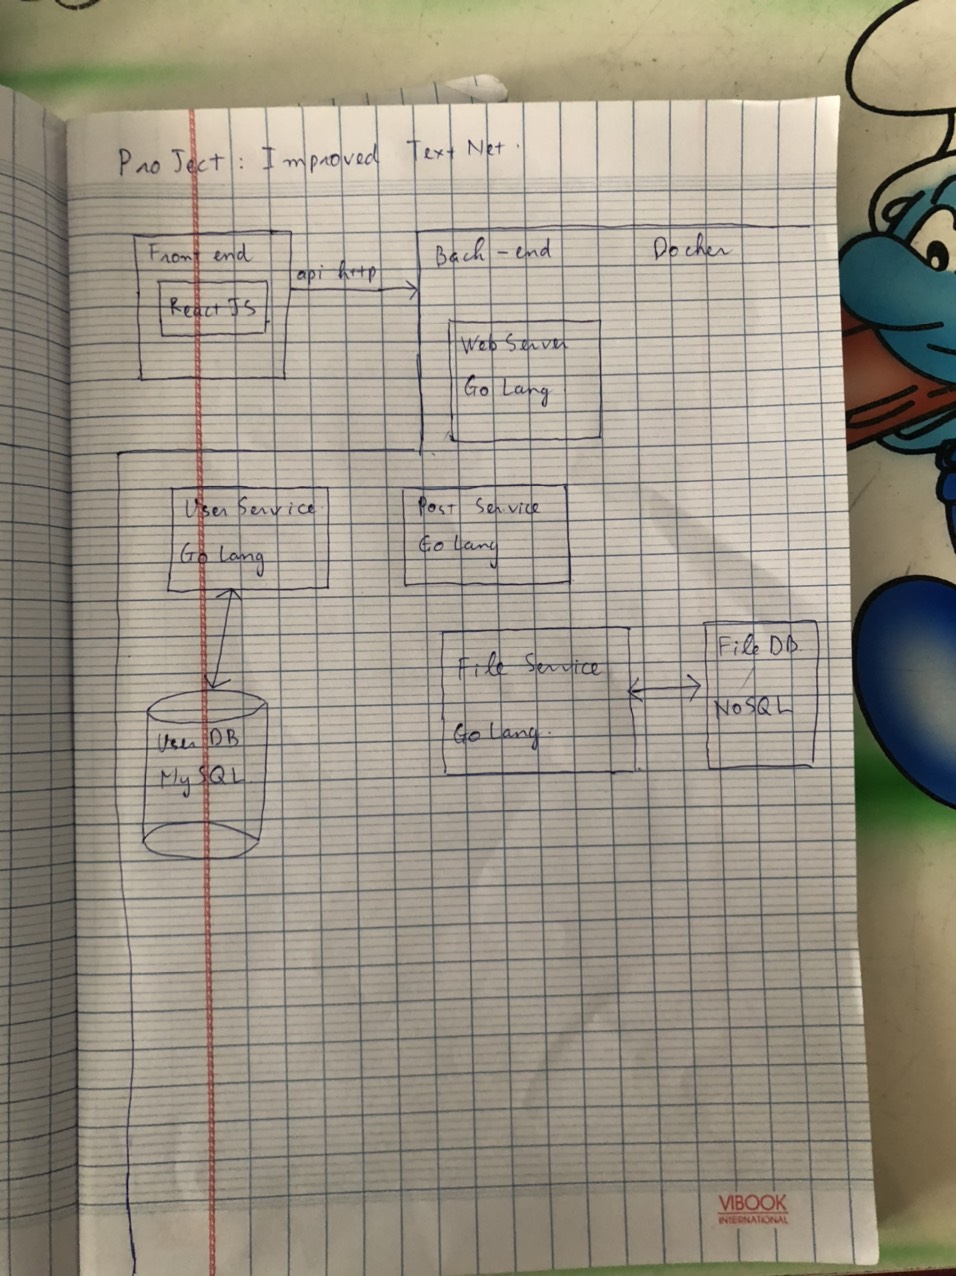 Project: Improved Text Net.
Front end
React JS
api http
Back-end
Docker
Web Server
Go Lang
User Service
Go Lang
Post Service
Go Lang
File Service
Go Lang.
File DB.
NoSQL
User DB
MySQL
VIBOOK
INTERNATIONAL